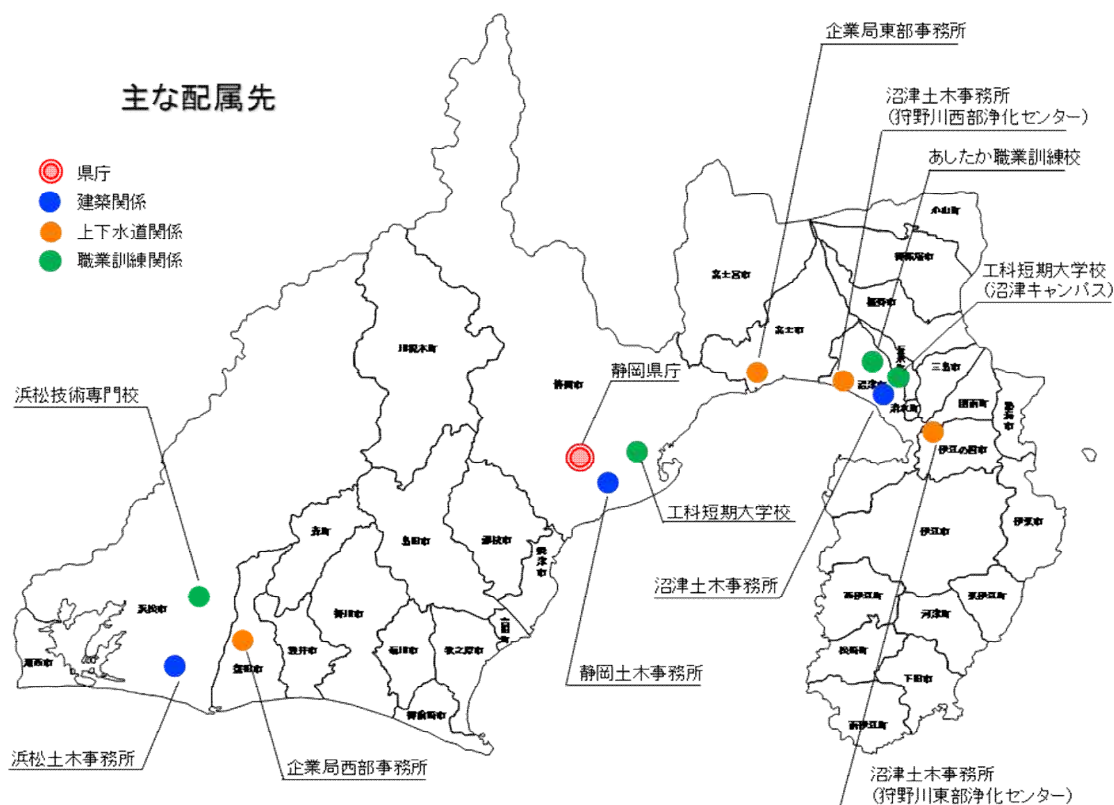 主な配属先
県庁
建築関係
上下水道関係
職業訓練関係
企業局東部事務所
沼津土木事務所
(狩野川西部浄化センター)
あしたか職業訓練校
工科短期大学校
(沼津キャンパス)
小山町
御殿場市
裾野市
富士宮市
富士市
沼津市
清水町
三島市
函南町
伊豆の国市
川根本町
静岡市
静岡県庁
浜松技術専門校
工科短期大学校
沼津土木事務所
伊豆市
伊東市
西伊豆町
東伊豆町
河津町
松崎町
下田市
南伊豆町
森町
島田市
藤枝市
焼津市
浜松市
湖西市
磐田市
袋井市
掛川市
菊川市
牧之原市
御前崎市
静岡土木事務所
浜松土木事務所
企業局西部事務所
沼津土木事務所
(狩野川東部浄化センター)